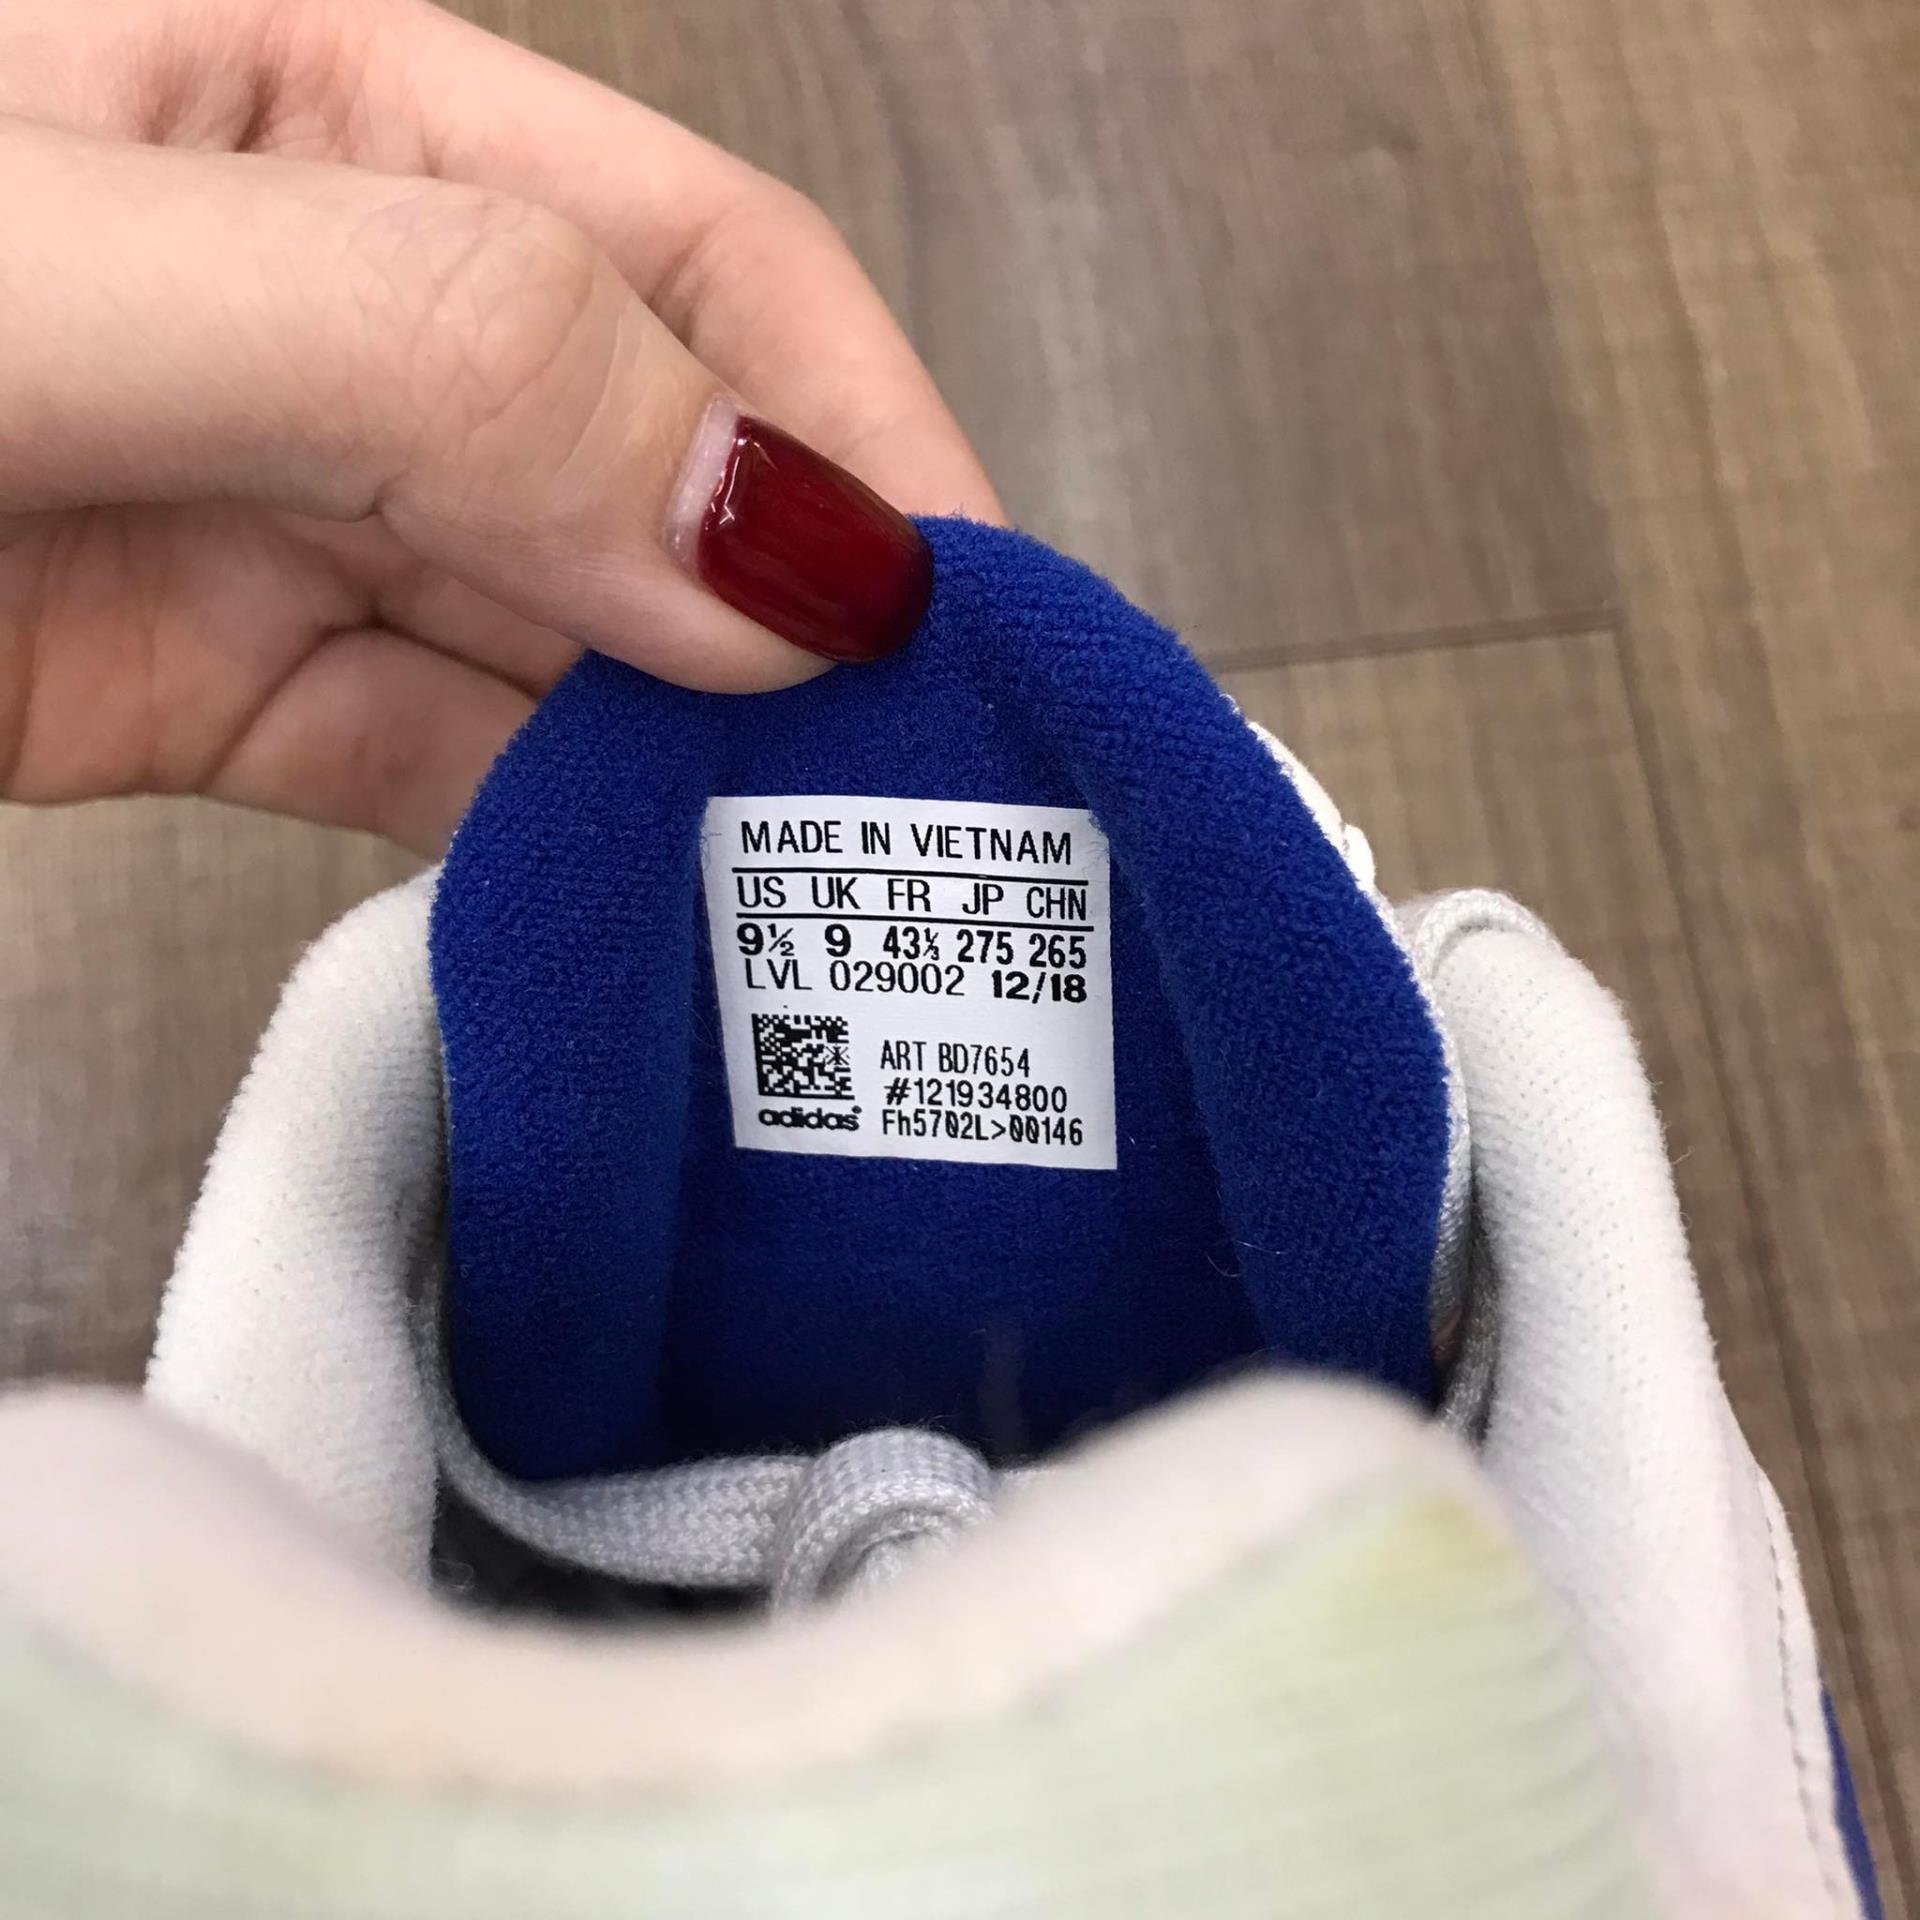 MADE IN VIETNAM
US UK FR JP CHN
9½ 9 43⅓ 275 265
LVL 029002 12/18
ART BD7654
#121934800
adidas® Fh5702L>00146